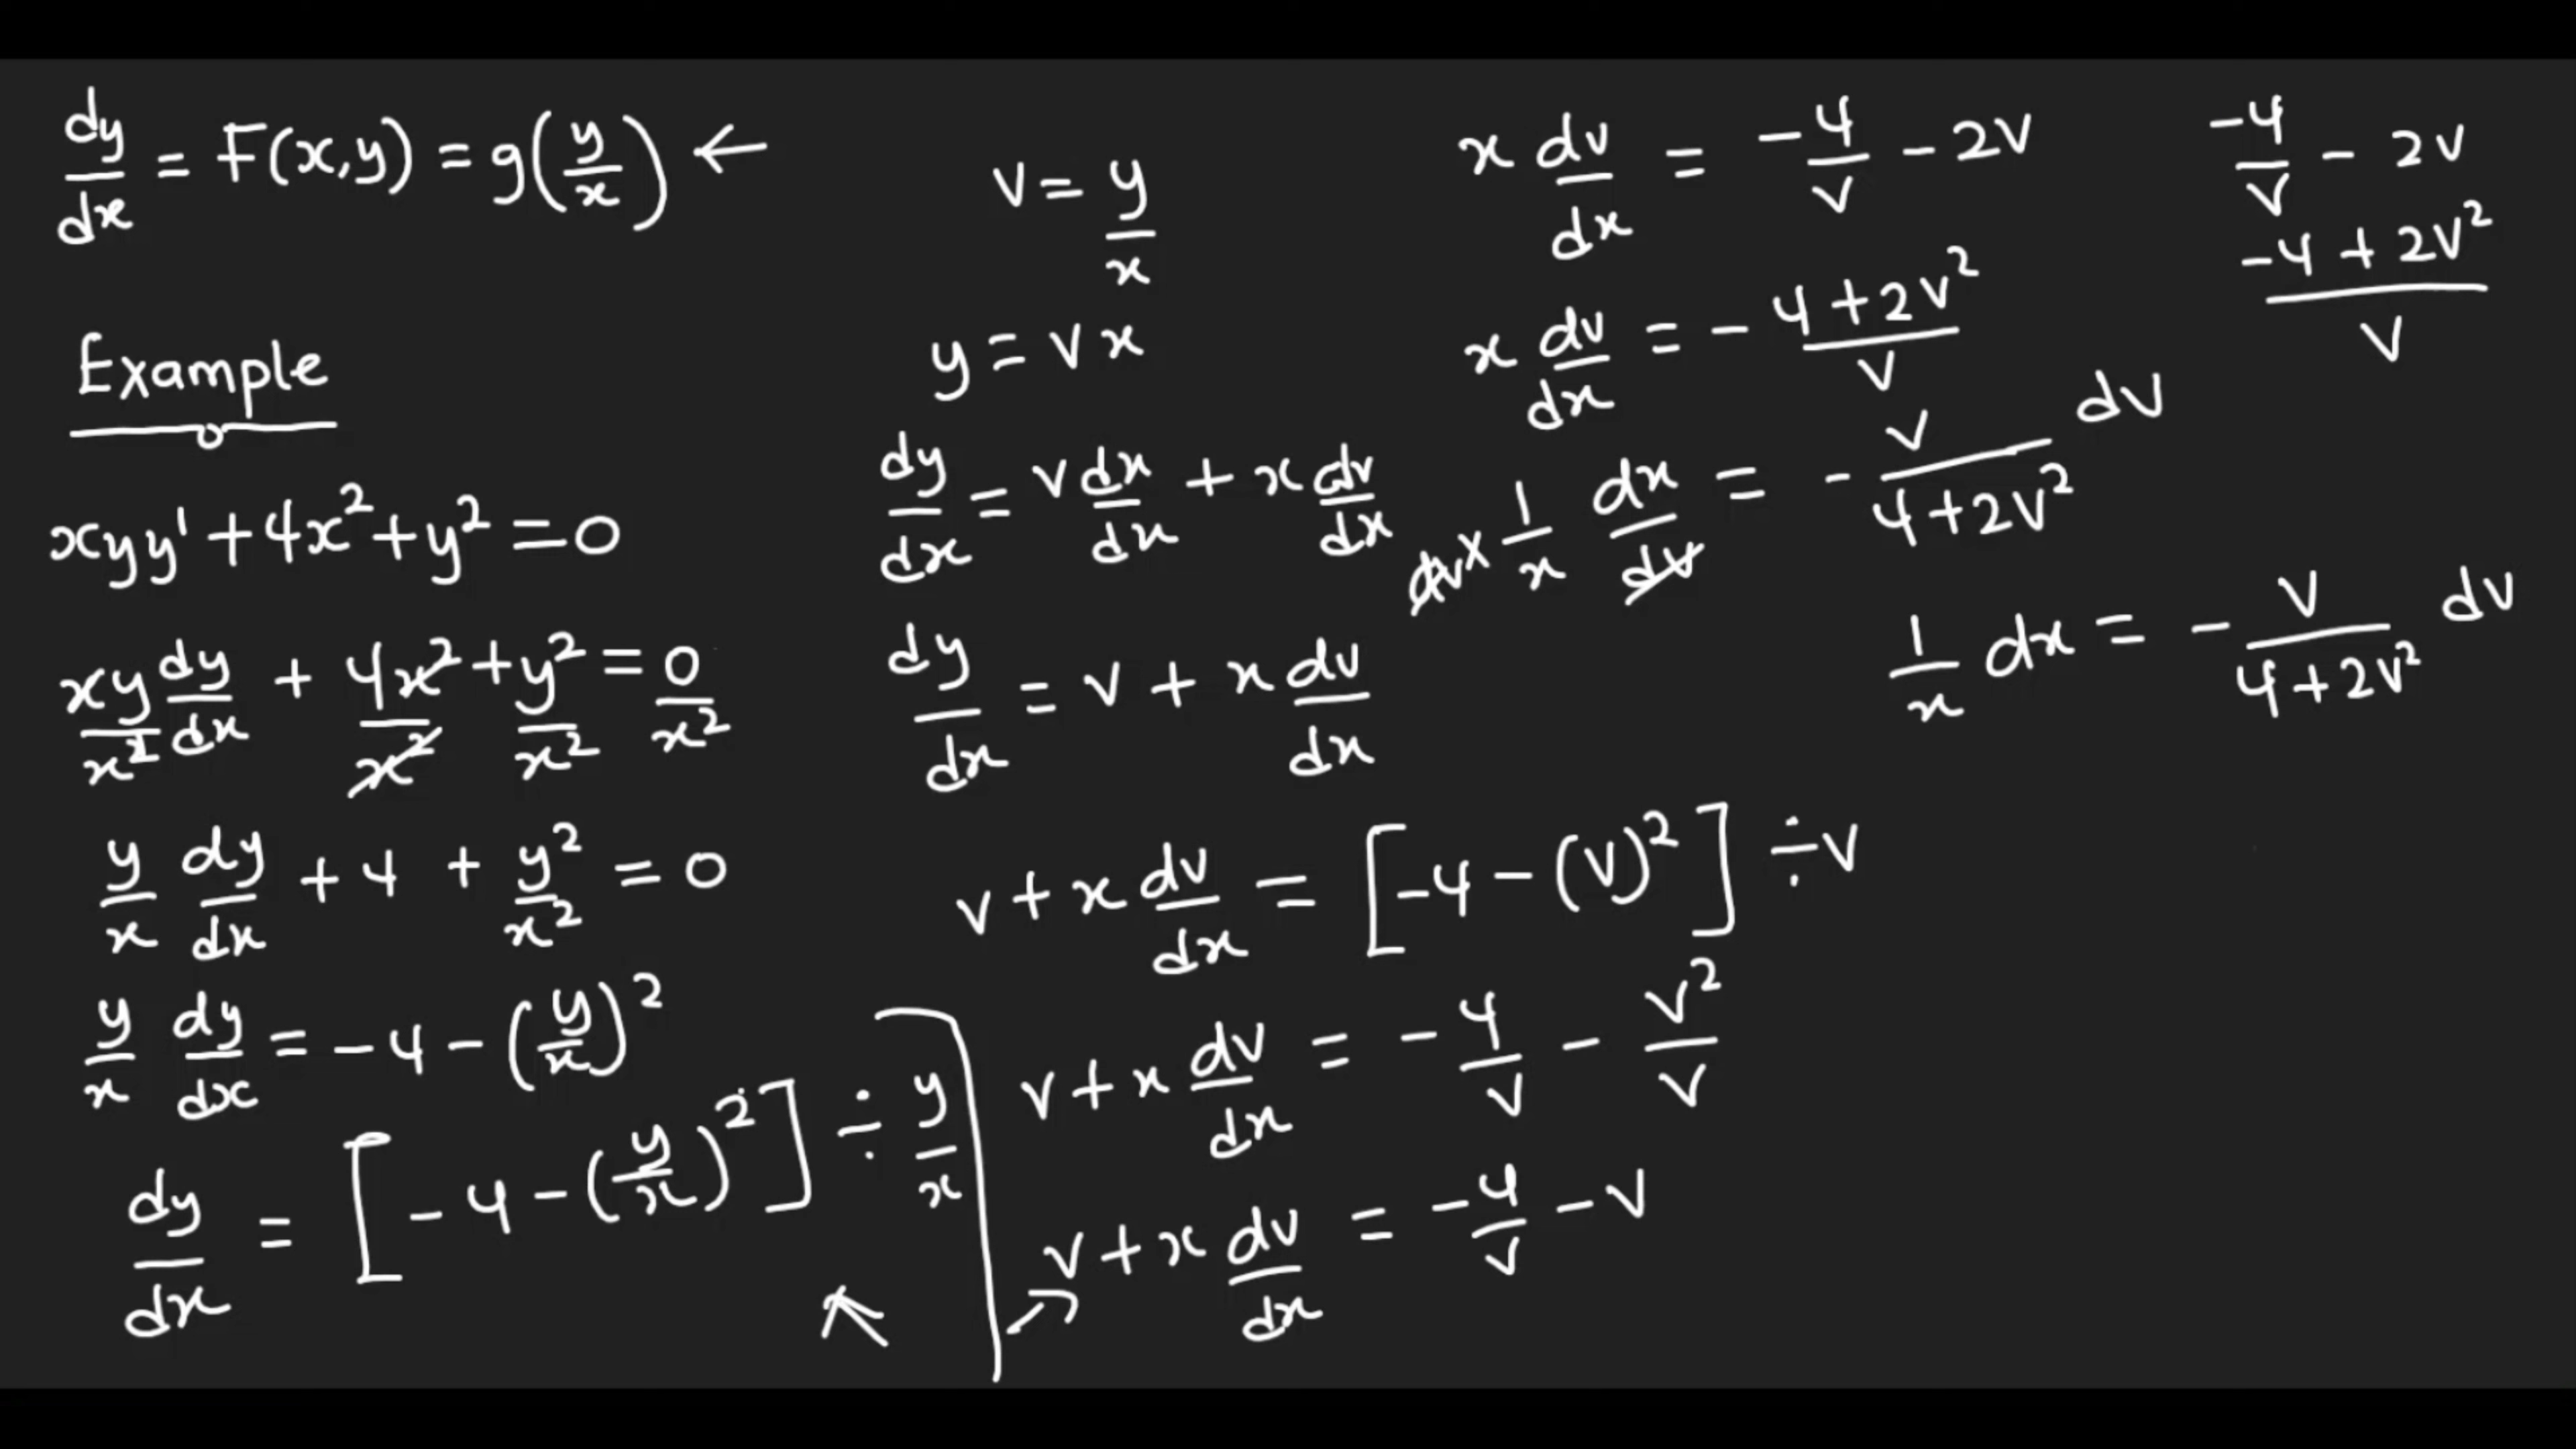 dy/dx = F(x,y) = g(y/x) ←
Example
xyy' + 4x² + y² = 0
xy/x² dy/dx + 4x²/x² + y²/x² = 0/x²
y/x dy/dx + 4 + y²/x² = 0
y/x dy/dx = -4 - (y/x)²
dy/dx = [-4 - (y/x)²] ÷ y/x
v = y/x
y = vx
dy/dx = v dx/dx + x dv/dx
dy/dx = v + x dv/dx
v + x dv/dx = [-4 - (v)²] ÷ v
v + x dv/dx = -4/v - v²/v
v + x dv/dx = -4/v - v
x dv/dx = -4/v - 2v
x dv/dx = - 4+2v²/v
dv × 1/x dx/dv = - v/4+2v² dv
1/x dx = - v/4+2v² dv
-4/v - 2v
-4+2v²/v